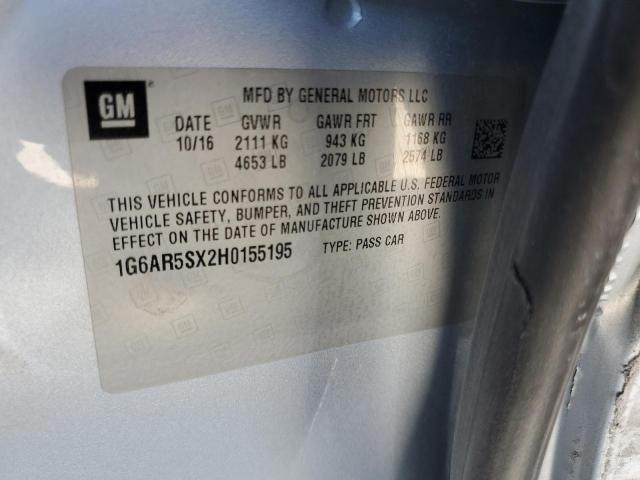 GM
MFD BY GENERAL MOTORS LLC
DATE GVWR GAWR FRT GAWR RR
10/16 2111 KG 943 KG 1168 KG
4653 LB 2079 LB 2574 LB
THIS VEHICLE CONFORMS TO ALL APPLICABLE U.S. FEDERAL MOTOR
VEHICLE SAFETY, BUMPER, AND THEFT PREVENTION STANDARDS IN
EFFECT ON THE DATE OF MANUFACTURE SHOWN ABOVE.
1G6AR5SX2H0155195 TYPE: PASS CAR